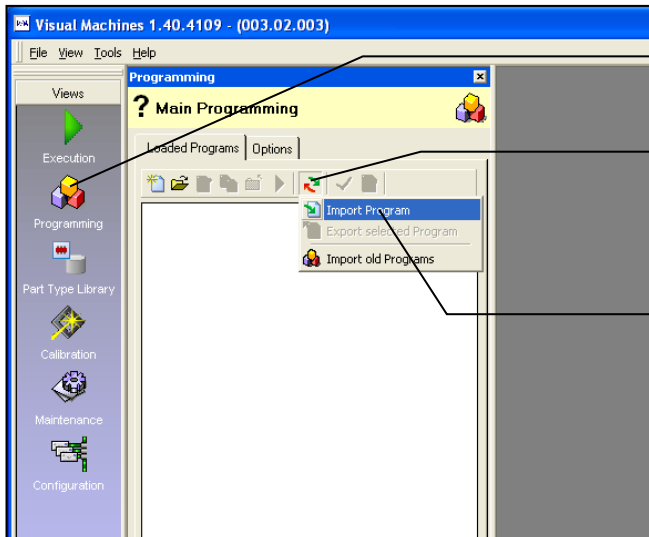 Visual Machines 1.40.4109 - (003.02.003)
File View Tools Help
Programming
Views
? Main Programming
Execution
Loaded Programs
Options
Programming
Import Program
Export selected Program
Import old Programs
Part Type Library
Calibration
Maintenance
Configuration